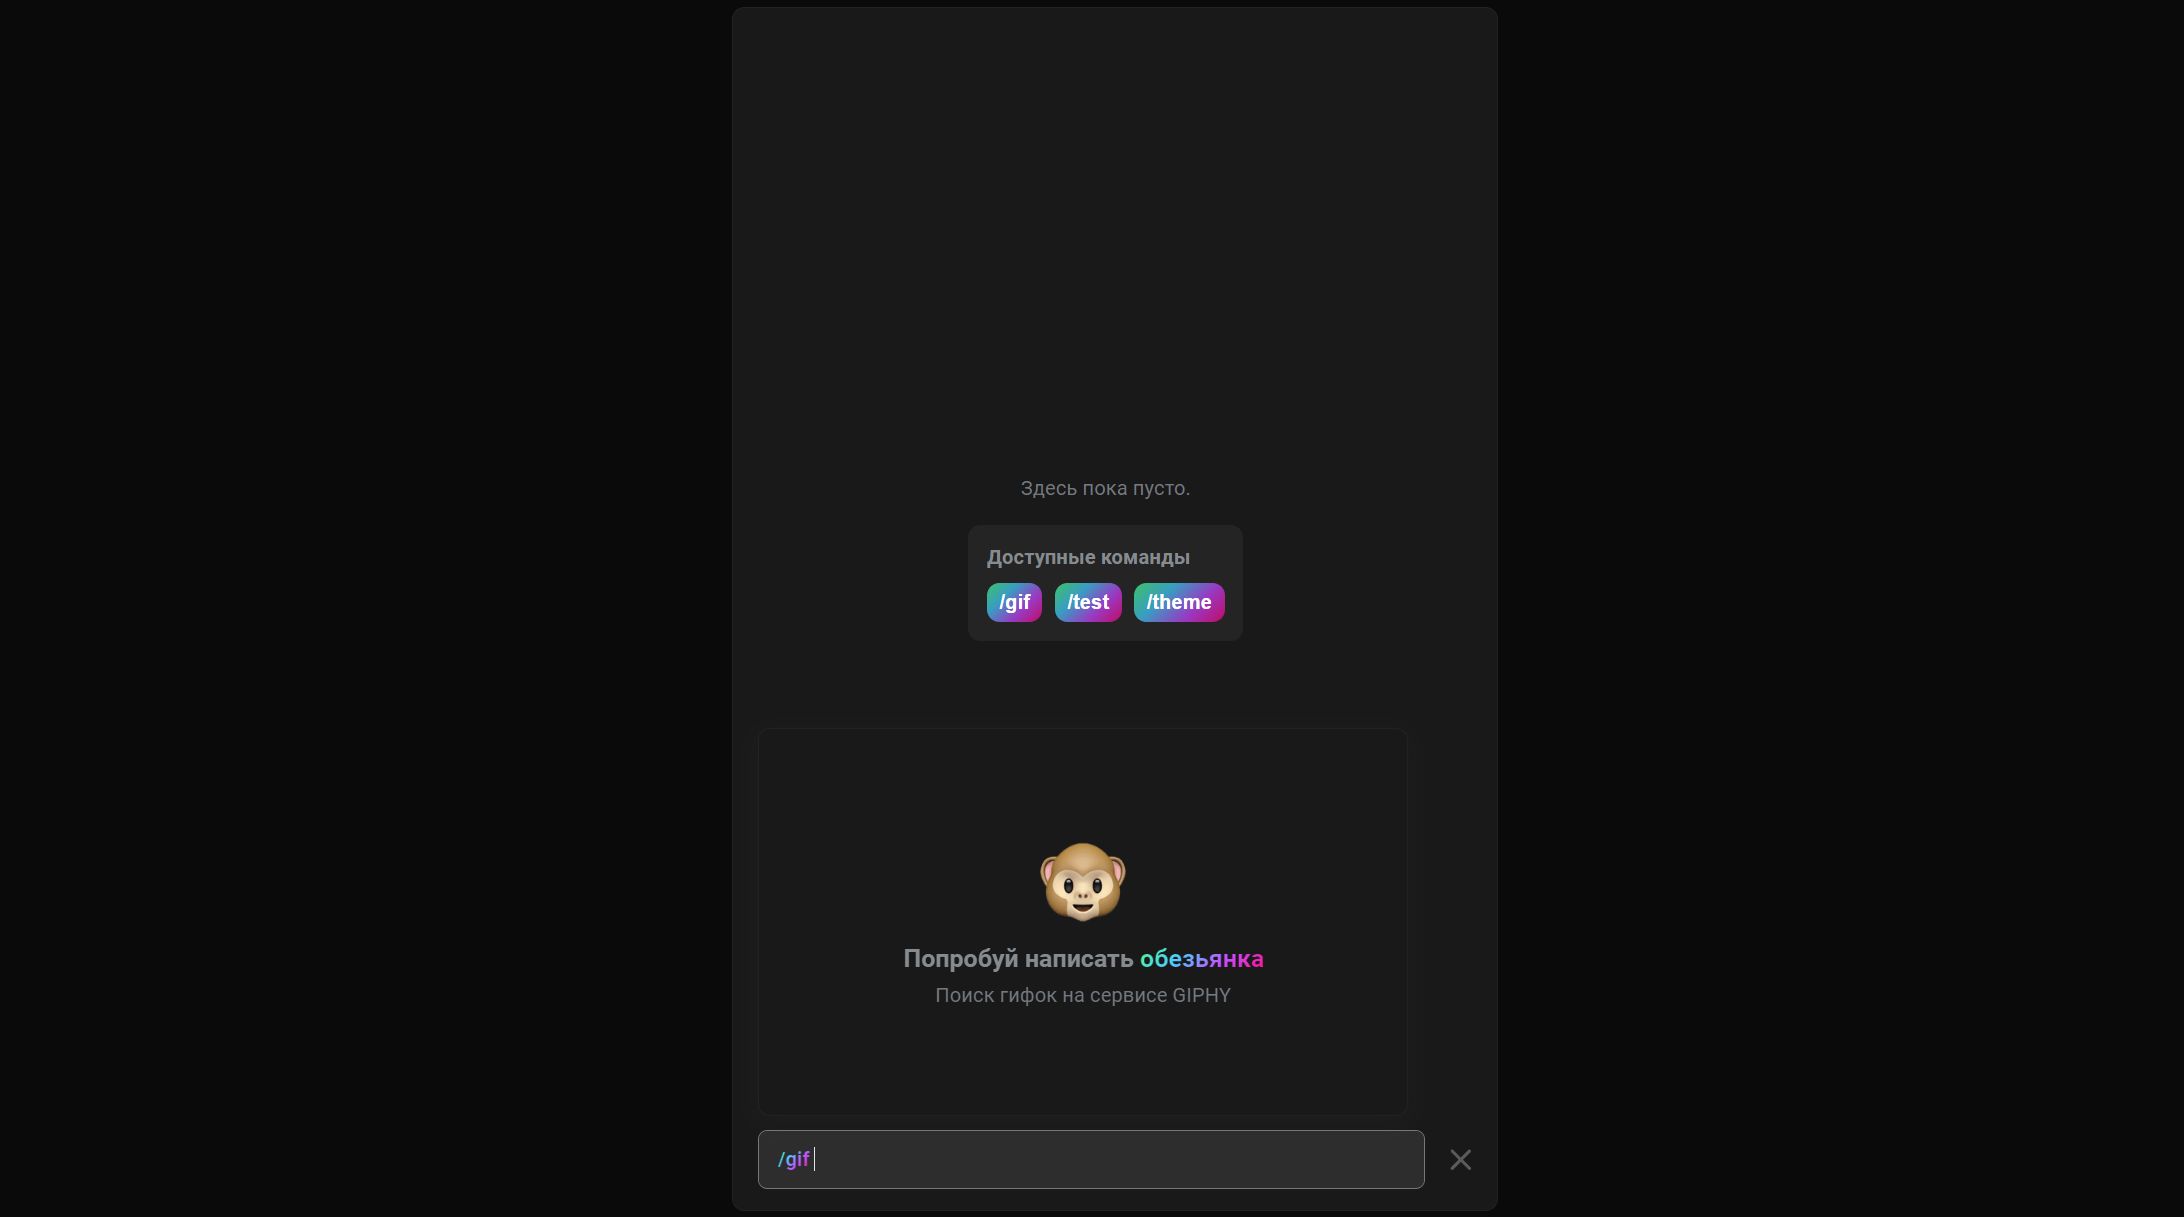 Здесь пока пусто.
Доступные команды
/gif /test /theme
Попробуй написать обезьянка
Поиск гифок на сервисе GIPHY
/gif